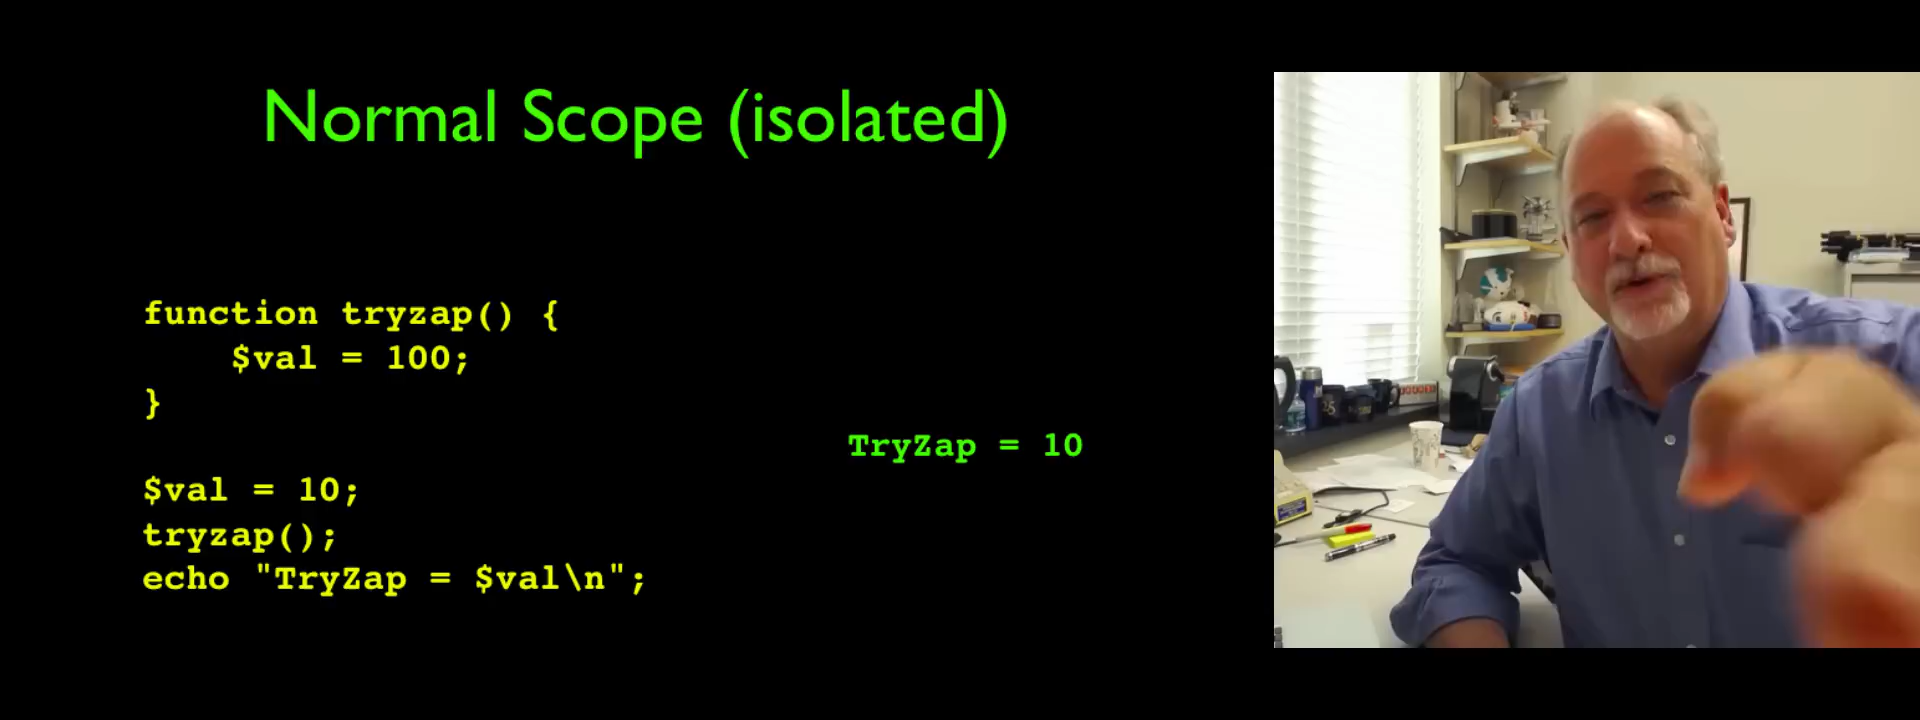 Normal Scope (isolated)
function tryzap() {
    $val = 100;
}
TryZap = 10
$val = 10;
tryzap();
echo "TryZap = $val\n";